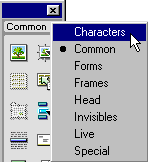 Common
Characters
Common
Forms
Frames
Head
Invisibles
Live
Special